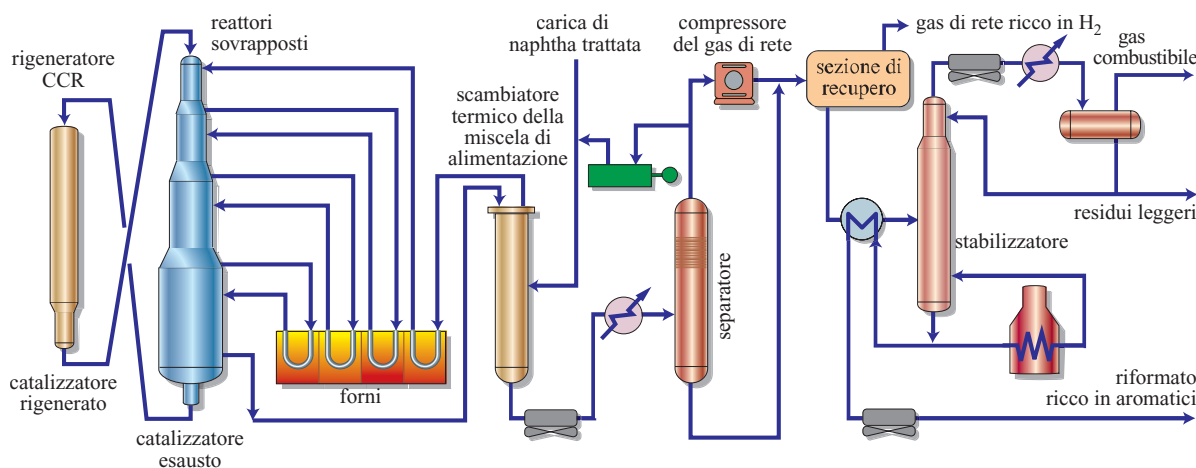 reattori
sovrapposti
rigeneratore
CCR
catalizzatore
rigenerato
catalizzatore
esausto
forni
carica di
naphtha trattata
scambiatore
termico della
miscela di
alimentazione
compressore
del gas di rete
separatore
sezione di
recupero
gas di rete ricco in H₂
gas
combustibile
residui leggeri
stabilizzatore
riformato
ricco in aromatici